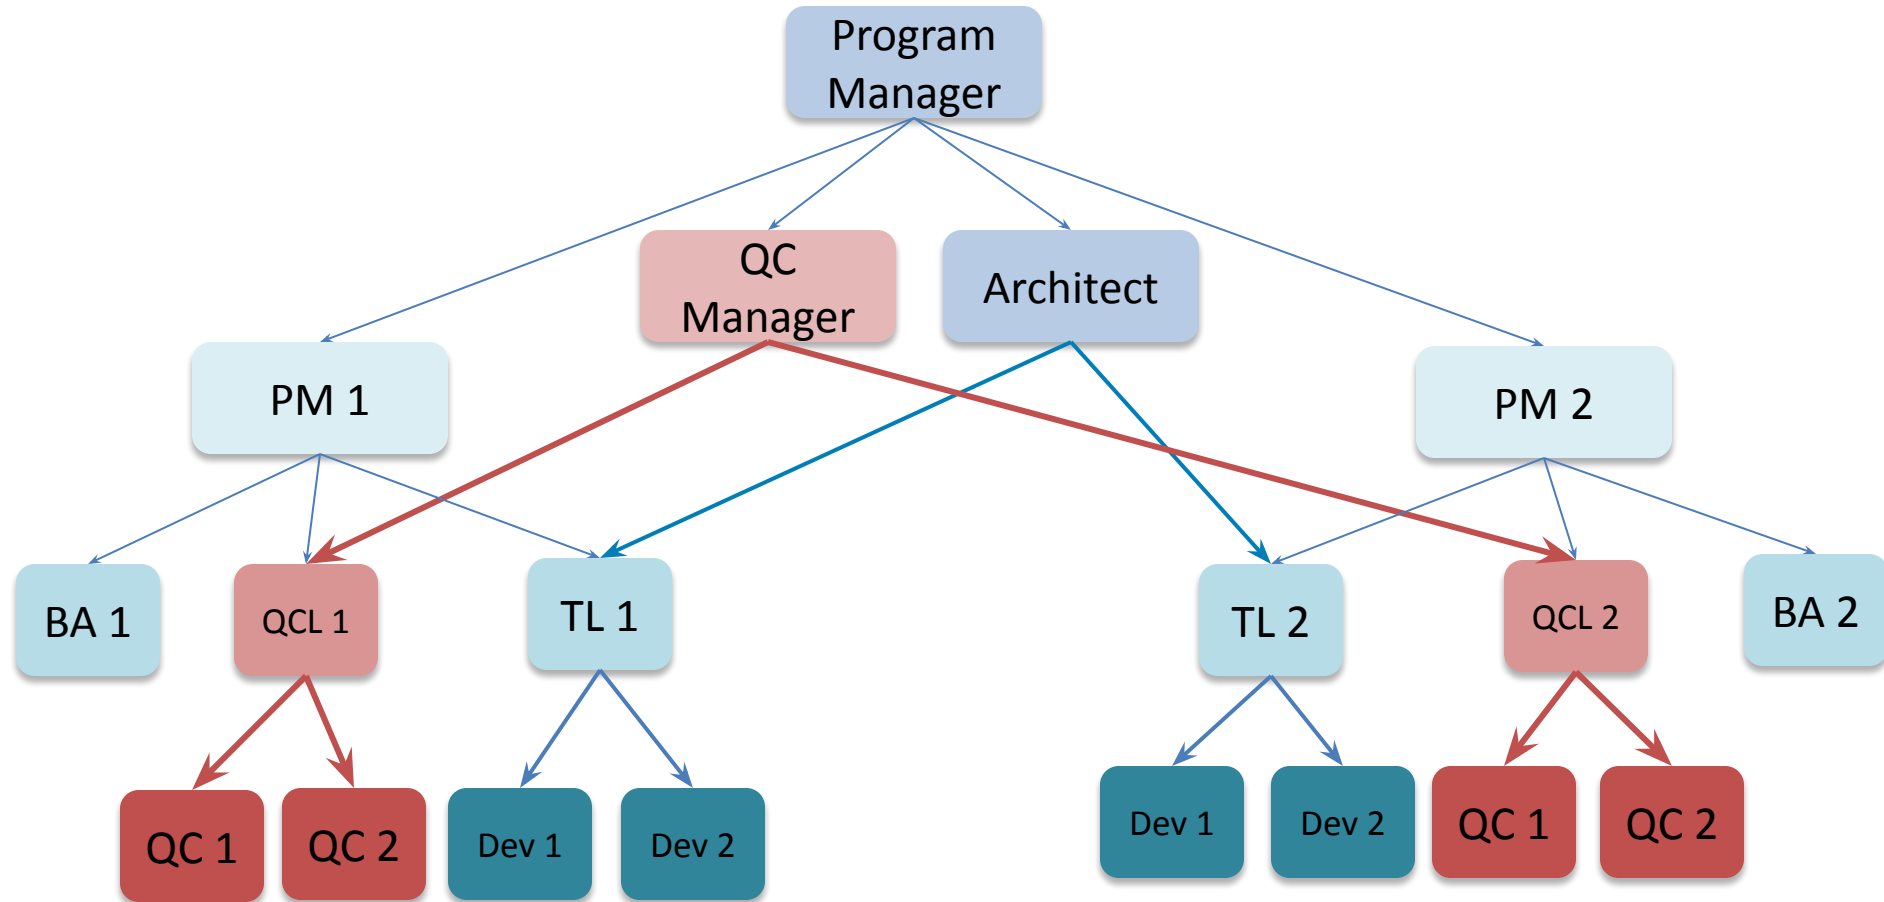 Program
Manager
QC
Manager
Architect
PM 1
PM 2
BA 1
QCL 1
TL 1
TL 2
QCL 2
BA 2
QC 1
QC 2
Dev 1
Dev 2
Dev 1
Dev 2
QC 1
QC 2